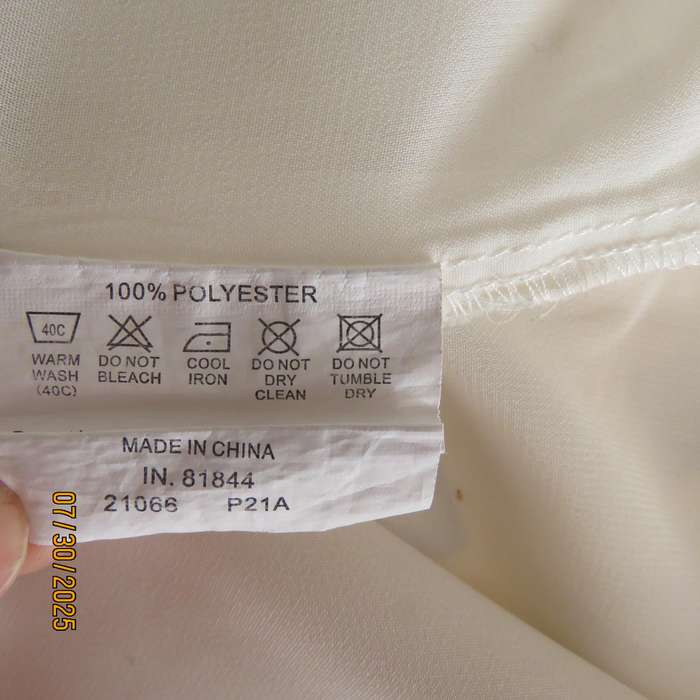 100% POLYESTER
40C
WARM WASH (40C)
DO NOT BLEACH
COOL IRON
DO NOT DRY CLEAN
DO NOT TUMBLE DRY
MADE IN CHINA
IN. 81844
21066 P21A
07/30/2025